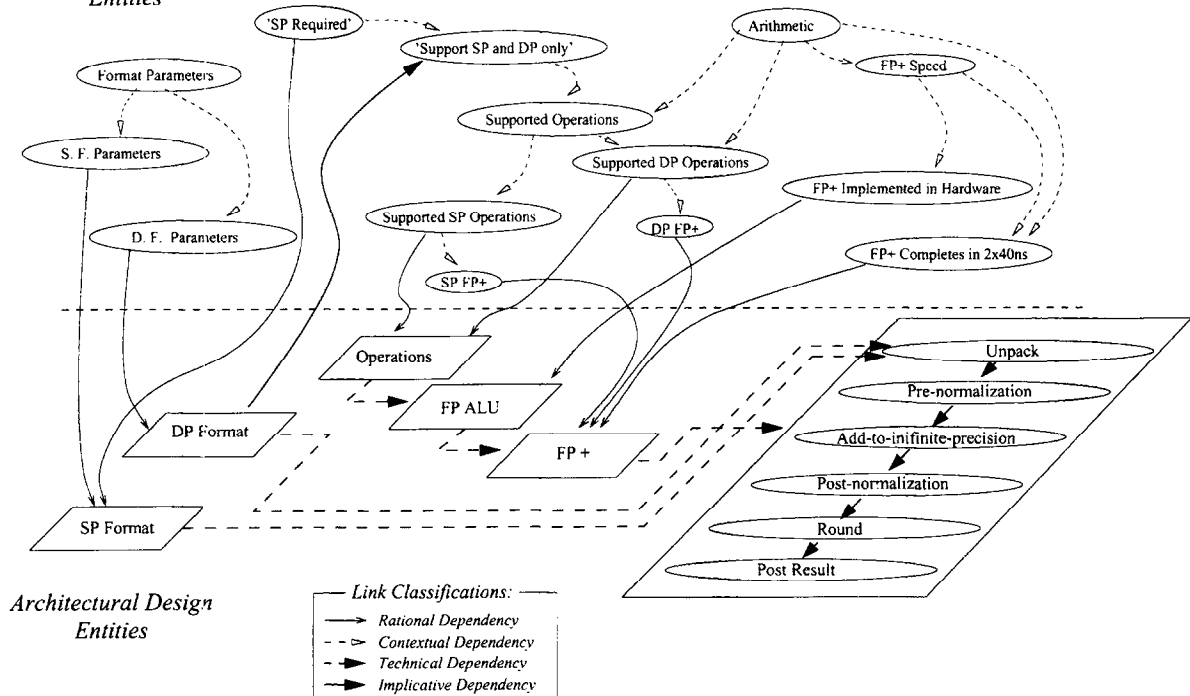 Entities
'SP Required'
'Support SP and DP only'
Arithmetic
FP+ Speed
Format Parameters
Supported Operations
S. F. Parameters
Supported DP Operations
FP+ Implemented in Hardware
Supported SP Operations
DP FP+
D. F. Parameters
FP+ Completes in 2x40ns
SP FP+
Operations
Unpack
Pre-normalization
FP ALU
DP Format
Add-to-inifinite-precision
FP +
Post-normalization
SP Format
Round
Post Result
Architectural Design
Entities
Link Classifications:
Rational Dependency
Contextual Dependency
Technical Dependency
Implicative Dependency